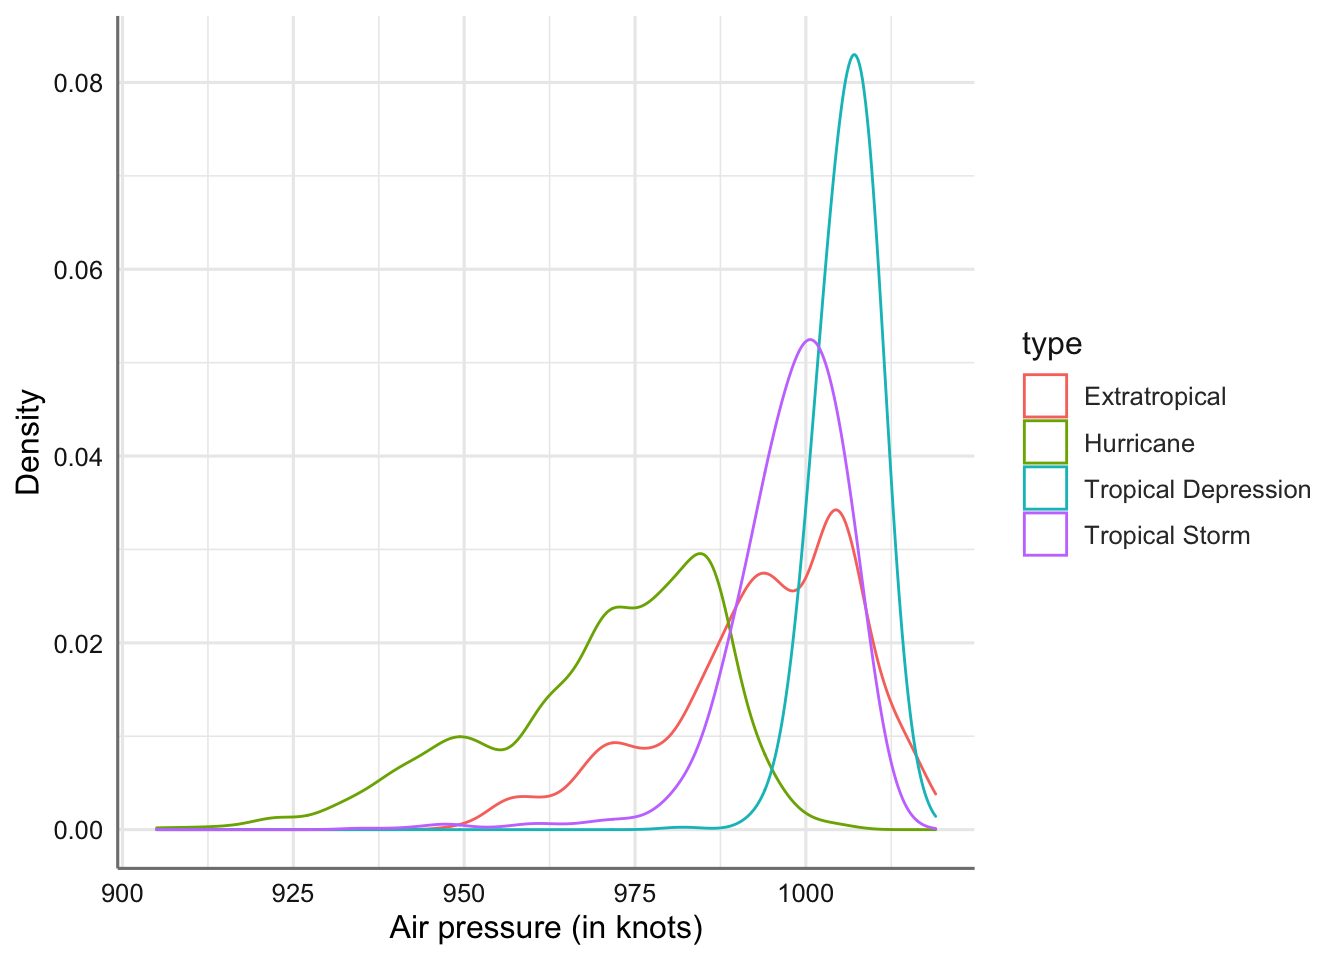 0.08
0.06
0.04
0.02
0.00
Density
900 925 950 975 1000
Air pressure (in knots)
type
Extratropical
Hurricane
Tropical Depression
Tropical Storm